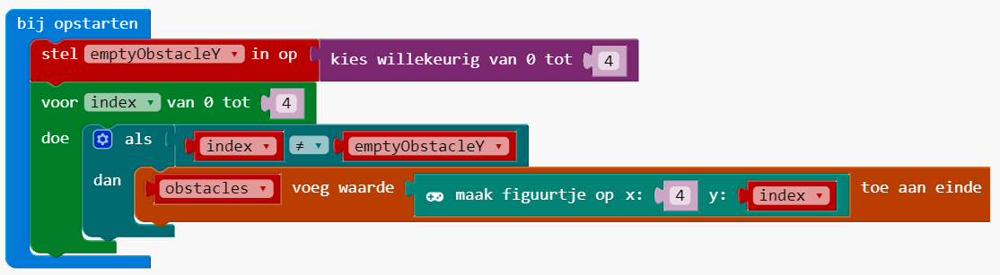 bij opstarten
stel emptyObstacleY in op kies willekeurig van 0 tot 4
voor index van 0 tot 4
doe als index ≠ emptyObstacleY
dan obstacles voeg waarde maak figuurtje op x: 4 y: index toe aan einde